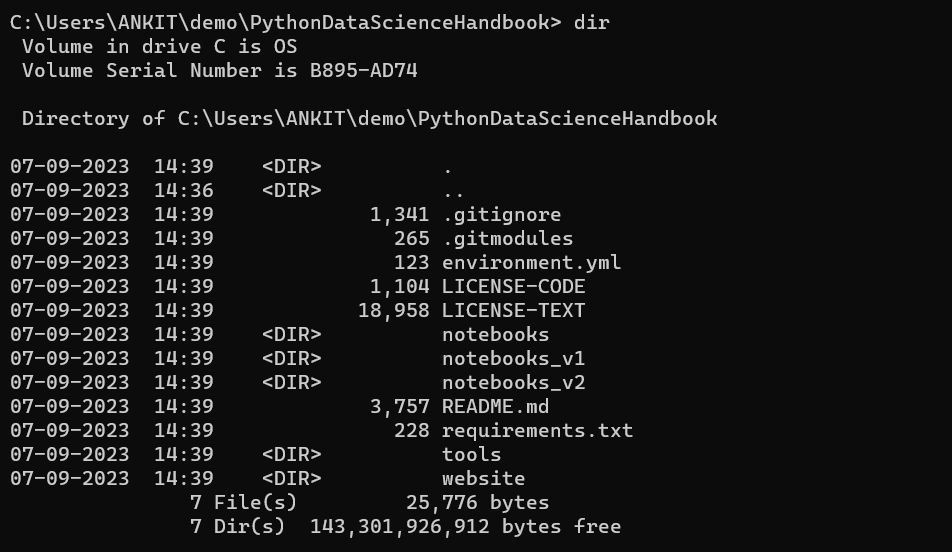 C:\Users\ANKIT\demo\PythonDataScienceHandbook> dir
 Volume in drive C is OS
 Volume Serial Number is B895-AD74

 Directory of C:\Users\ANKIT\demo\PythonDataScienceHandbook

07-09-2023  14:39    <DIR>          .
07-09-2023  14:36    <DIR>          ..
07-09-2023  14:39             1,341 .gitignore
07-09-2023  14:39               265 .gitmodules
07-09-2023  14:39               123 environment.yml
07-09-2023  14:39             1,104 LICENSE-CODE
07-09-2023  14:39            18,958 LICENSE-TEXT
07-09-2023  14:39    <DIR>          notebooks
07-09-2023  14:39    <DIR>          notebooks_v1
07-09-2023  14:39    <DIR>          notebooks_v2
07-09-2023  14:39             3,757 README.md
07-09-2023  14:39               228 requirements.txt
07-09-2023  14:39    <DIR>          tools
07-09-2023  14:39    <DIR>          website
               7 File(s)         25,776 bytes
               7 Dir(s)  143,301,926,912 bytes free